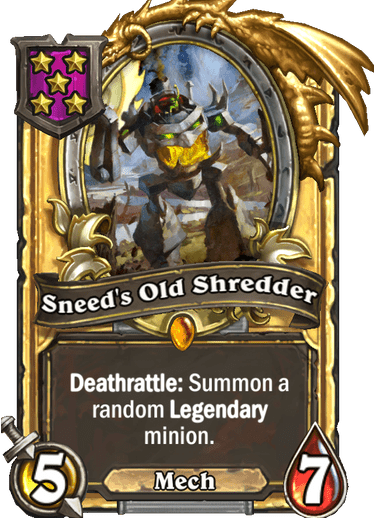 Sneed's Old Shredder
Deathrattle: Summon a
random Legendary
minion.
5
Mech
7